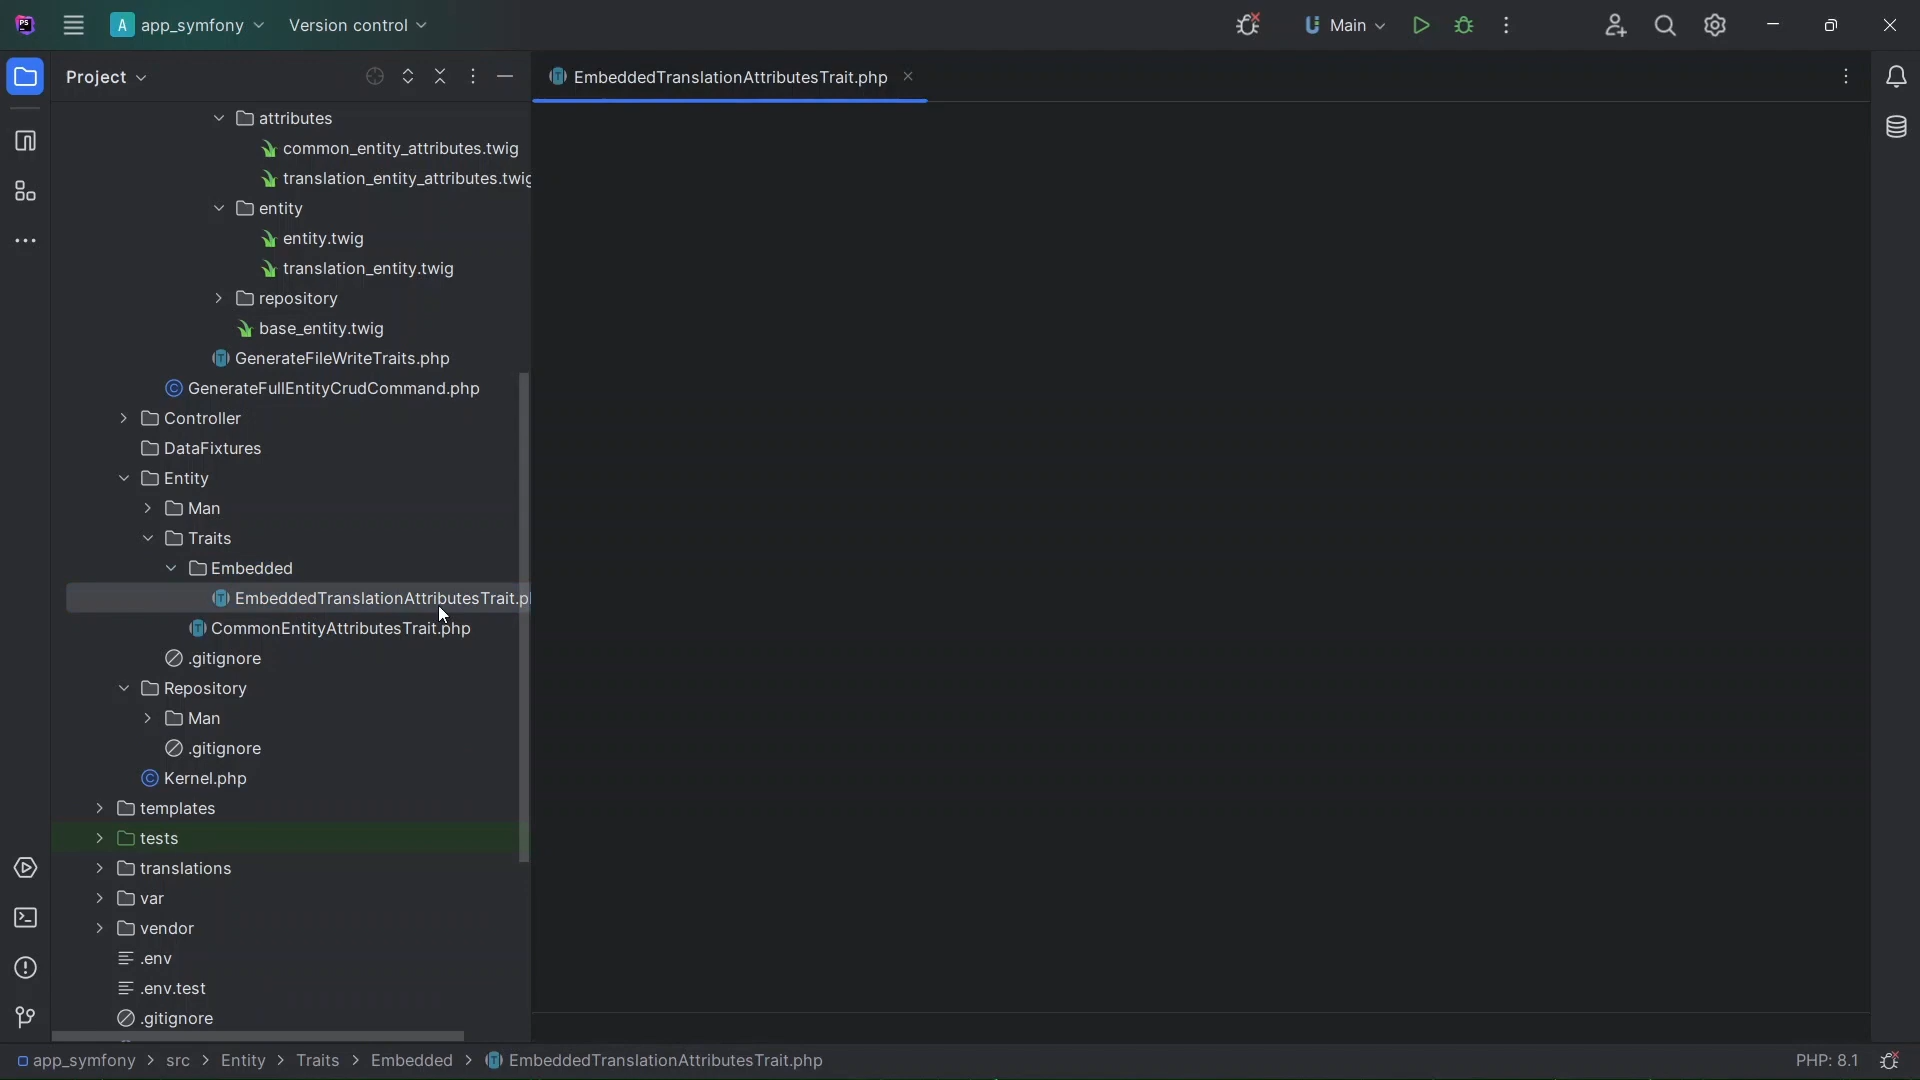 PS
A app_symfony
Version control
Main
Project
EmbeddedTranslationAttributesTrait.php
attributes
common_entity_attributes.twig
translation_entity_attributes.twig
entity
entity.twig
translation_entity.twig
repository
base_entity.twig
GenerateFileWriteTraits.php
GenerateFullEntityCrudCommand.php
Controller
DataFixtures
Entity
Man
Traits
Embedded
EmbeddedTranslationAttributesTrait.p
CommonEntityAttributesTrait.php
.gitignore
Repository
Man
.gitignore
Kernel.php
templates
tests
translations
var
vendor
.env
.env.test
.gitignore
app_symfony > src > Entity > Traits > Embedded > EmbeddedTranslationAttributesTrait.php
PHP: 8.1